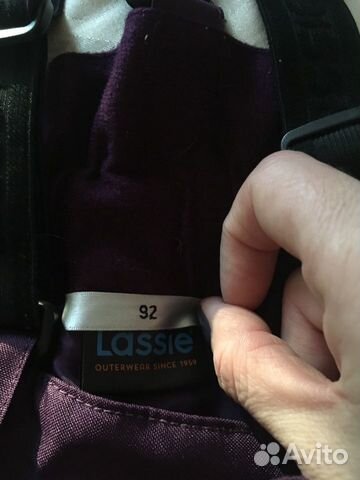 92
Lassie
OUTERWEAR SINCE 1959
Avito